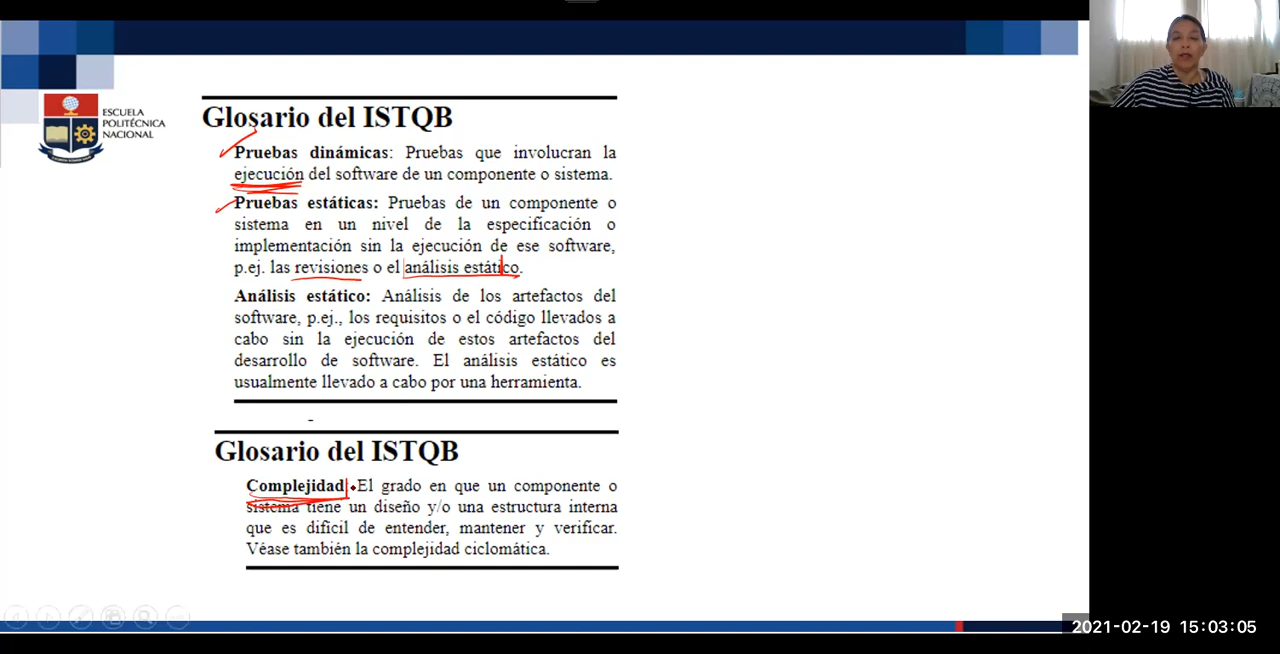 ESCUELA
POLITÉCNICA
NACIONAL
Glosario del ISTQB
Pruebas dinámicas: Pruebas que involucran la
ejecución del software de un componente o sistema.
Pruebas estáticas: Pruebas de un componente o
sistema en un nivel de la especificación o
implementación sin la ejecución de ese software,
p.ej. las revisiones o el análisis estático.
Análisis estático: Análisis de los artefactos del
software, p.ej., los requisitos o el código llevados a
cabo sin la ejecución de estos artefactos del
desarrollo de software. El análisis estático es
usualmente llevado a cabo por una herramienta.
-
Glosario del ISTQB
Complejidad El grado en que un componente o
sistema tiene un diseño y/o una estructura interna
que es difícil de entender, mantener y verificar.
Véase también la complejidad ciclomática.
2021-02-19 15:03:05